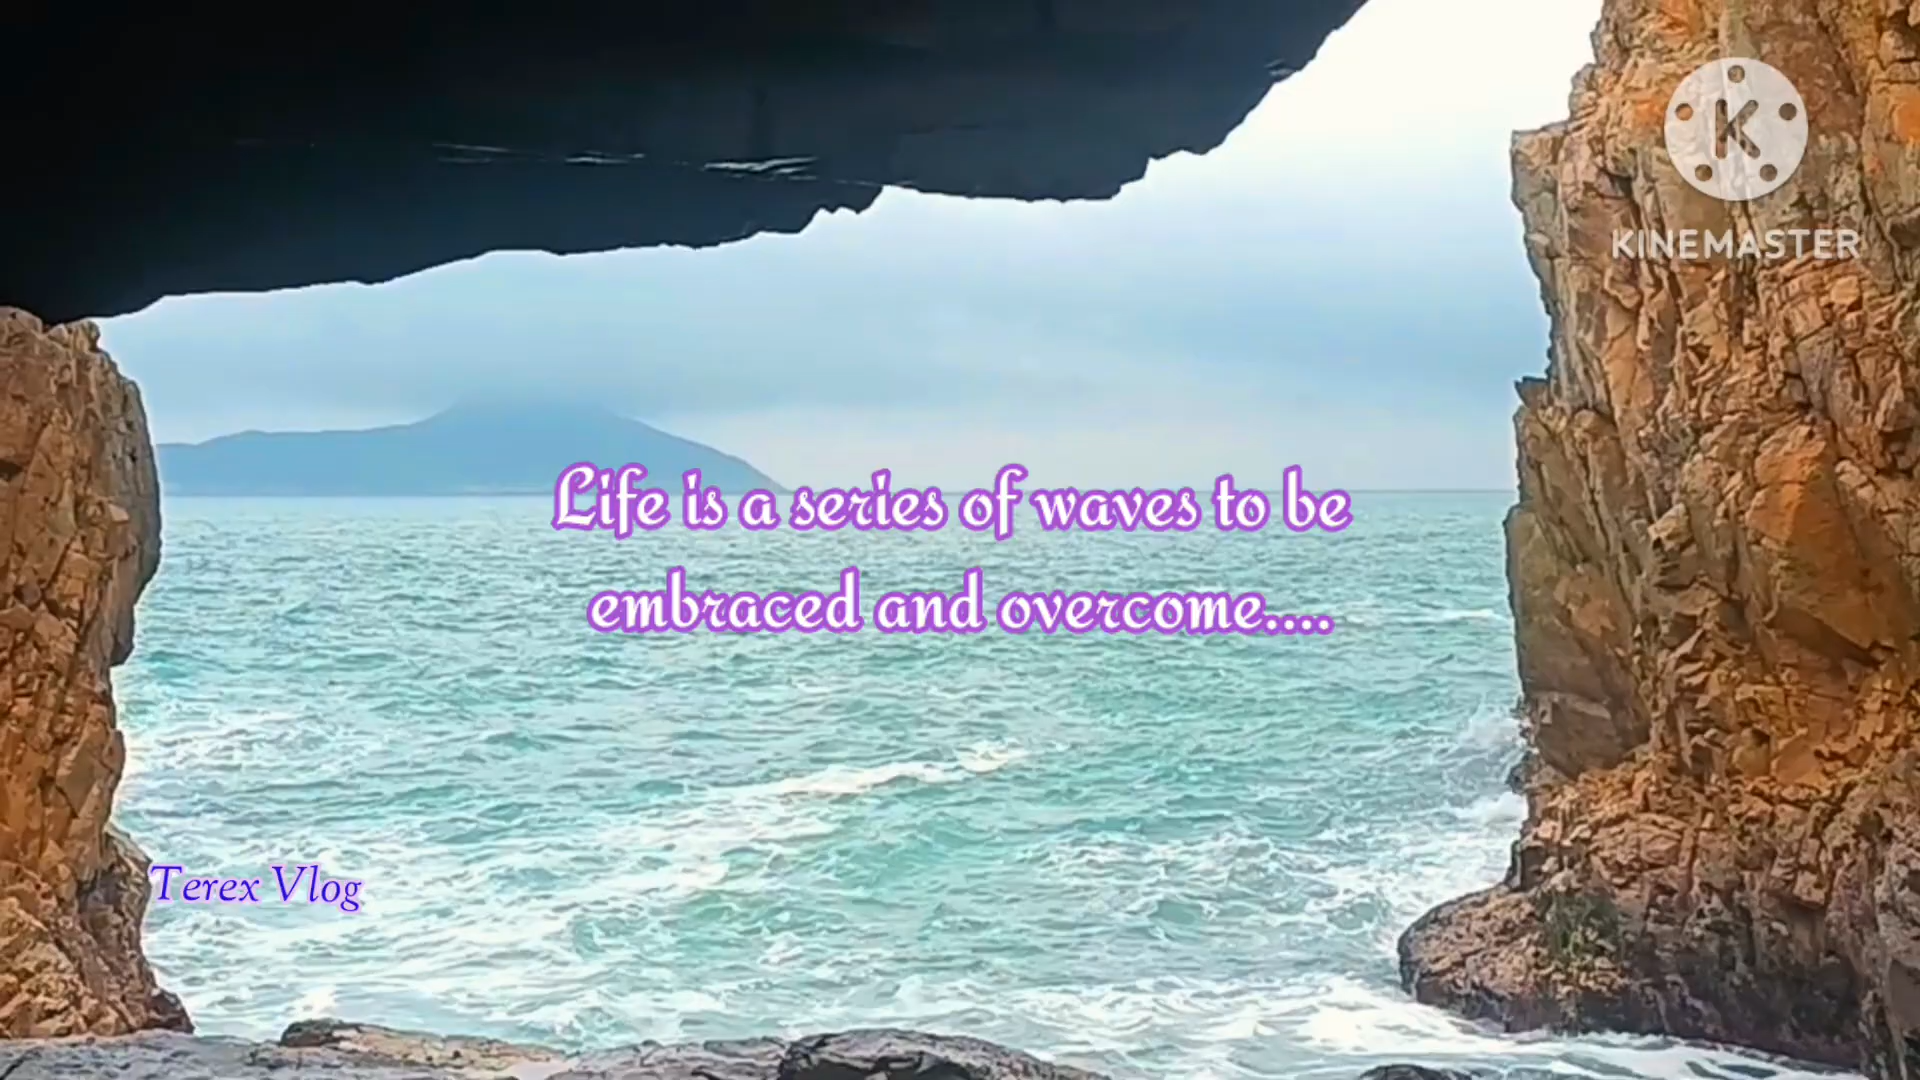 K
KINEMASTER
Life is a series of waves to be
embraced and overcome....
Terex Vlog